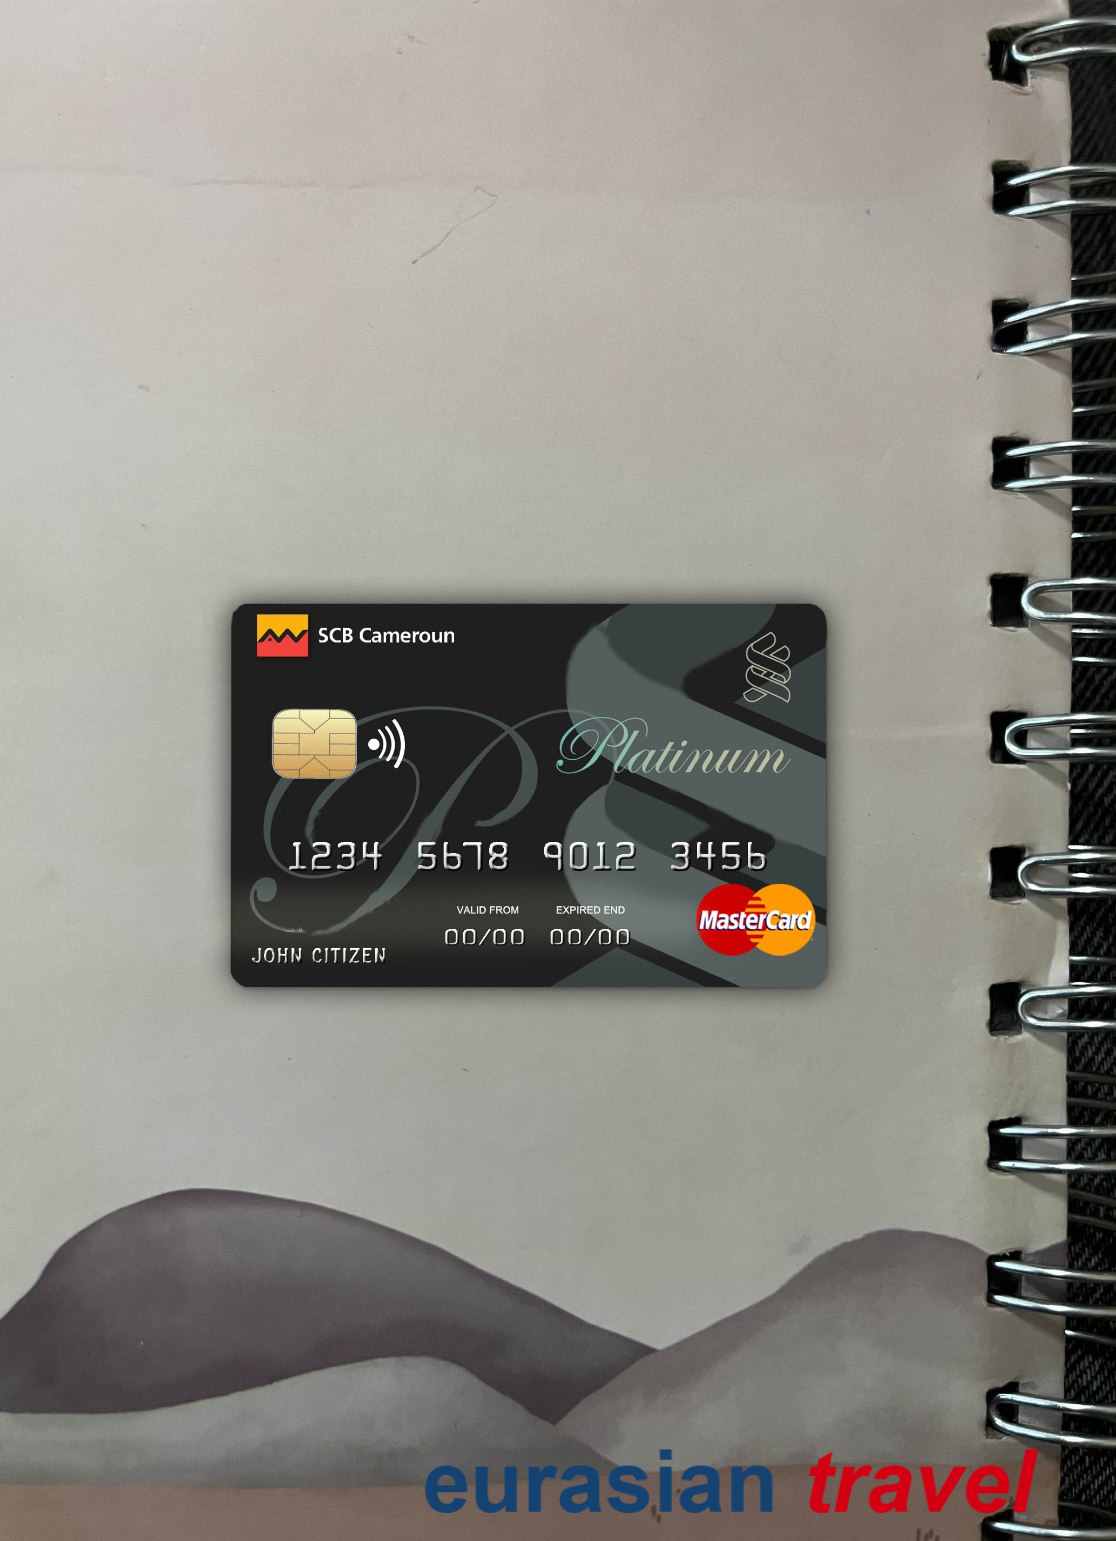 SCB Cameroun
Platinum
1234 5678 9012 3456
VALID FROM EXPIRED END
00/00 00/00
MasterCard
JOHN CITIZEN
eurasian travel